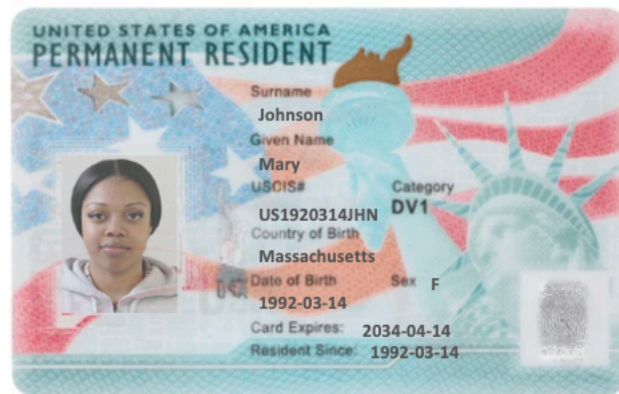 UNITED STATES OF AMERICA
PERMANENT RESIDENT
Surname
Johnson
Given Name
Mary
USCIS# Category
US1920314JHN DV1
Country of Birth
Massachusetts
Date of Birth Sex F
1992-03-14
Card Expires: 2034-04-14
Resident Since: 1992-03-14